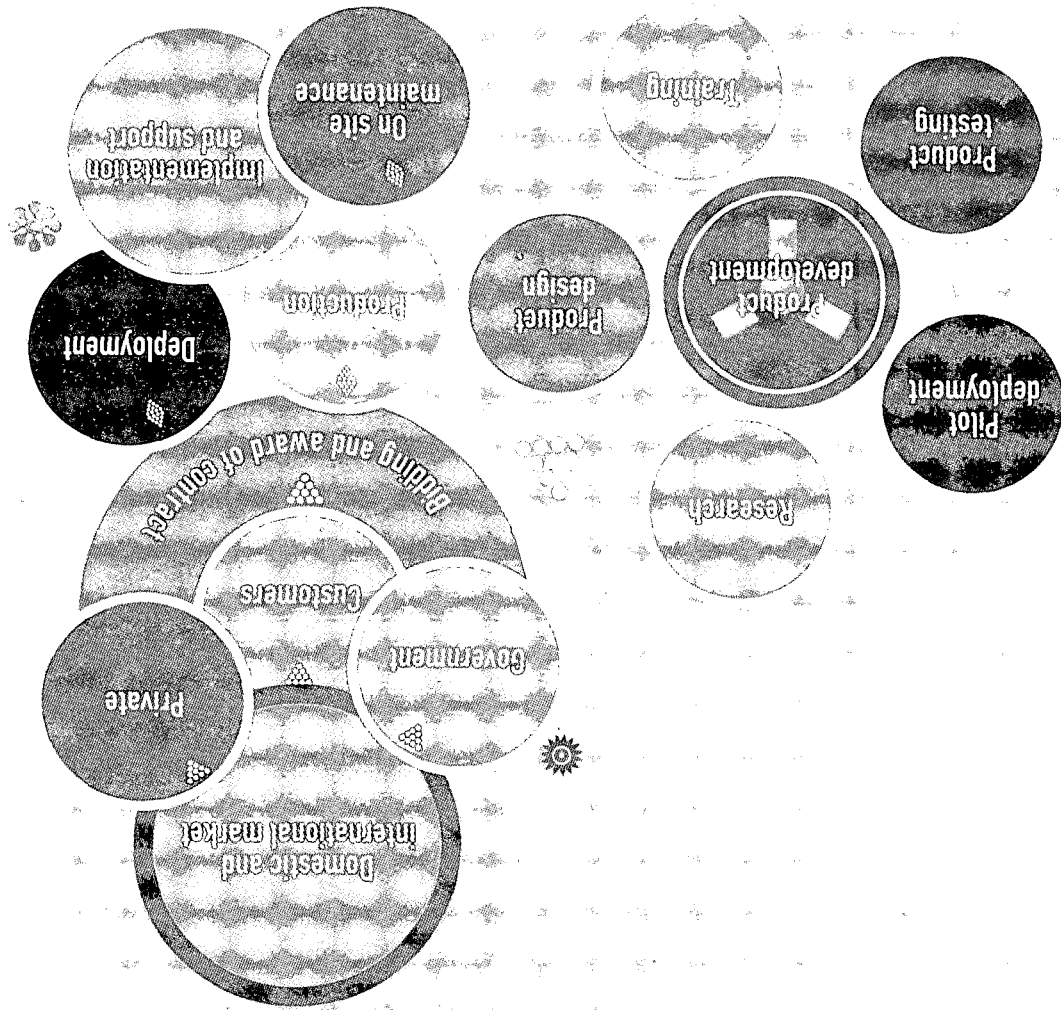 Domestic and
international market
Private
Government
Customers
Bidding and award of contract
Research
Pilot
deployment
Product
development
Product
design
Production
Deployment
Product
testing
Training
On site
maintenance
Implementation
and support